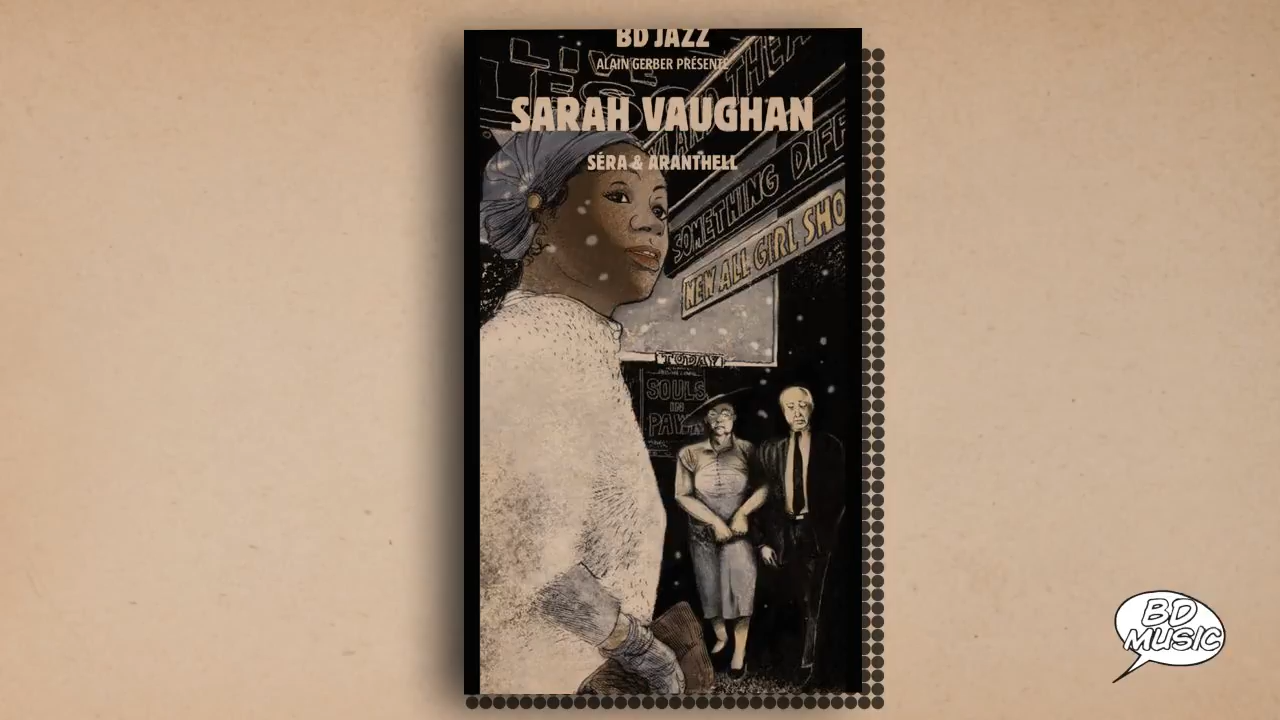 BD JAZZ
ALAIN GERBER PRÉSENTE
SARAH VAUGHAN
SÉRA & ARANTHELL
LIVE
SOMETHING DIFF
NEW ALL GIRL SHO
TODAY
SOULS
IN
PAY
BD
MUSIC